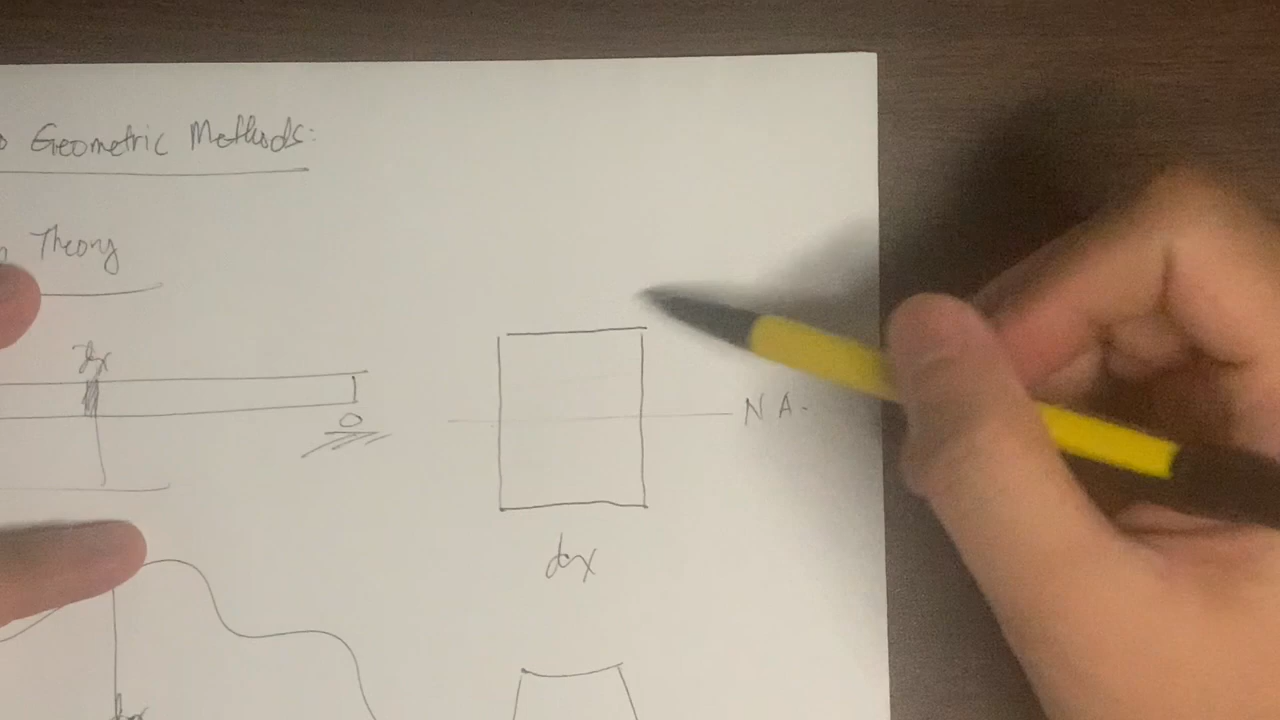 Geometric Methods:
Theory
dx
N A.
dx